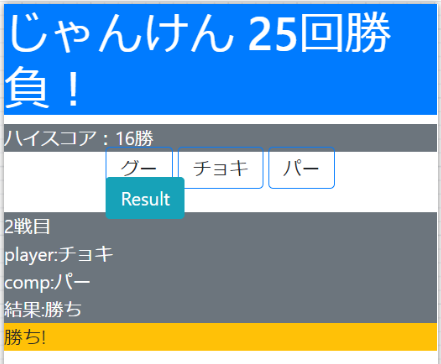 じゃんけん 25回勝
負！
ハイスコア：16勝
グー チョキ パー
Result
2戦目
player:チョキ
comp:パー
結果:勝ち
勝ち!